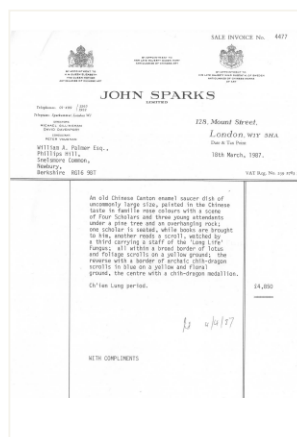 SALE INVOICE No. 4477
JOHN SPARKS
LIMITED
128, Mount Street,
London, W1Y 5HA
William A. Palmer Esq.,
Phillips Hill,
Snelsmore Common,
Newbury,
Berkshire RG16 9BT
18th March, 1987.
An old Chinese Canton enamel saucer dish of
uncommonly large size, painted in the Chinese
taste in famille rose colours with a scene
of Four Scholars and three young attendants
under a pine tree and an overhanging rock;
one scholar is seated, while books are brought
to him, another reads a scroll, watched by
a third carrying a staff of the 'Long Life'
fungus; all within a broad border of lotus
and foliage scrolls on a yellow ground; the
reverse with a border of archaic chih-dragon
scrolls in blue on a yellow and floral
ground, the centre with a chih-dragon medallion.
Ch'ien Lung period. £4,800
WITH COMPLIMENTS